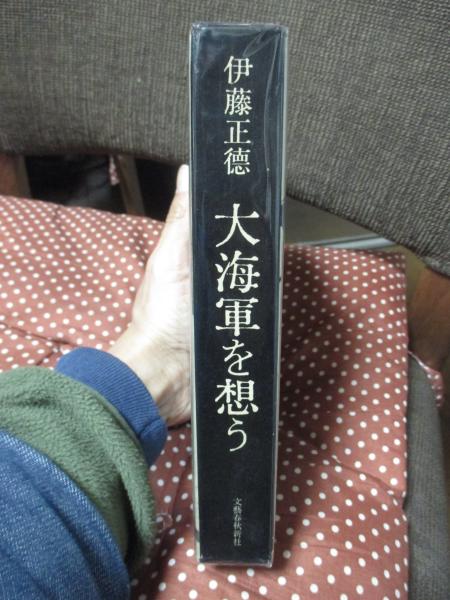 伊藤正徳
大海軍を想う
文藝春秋新社